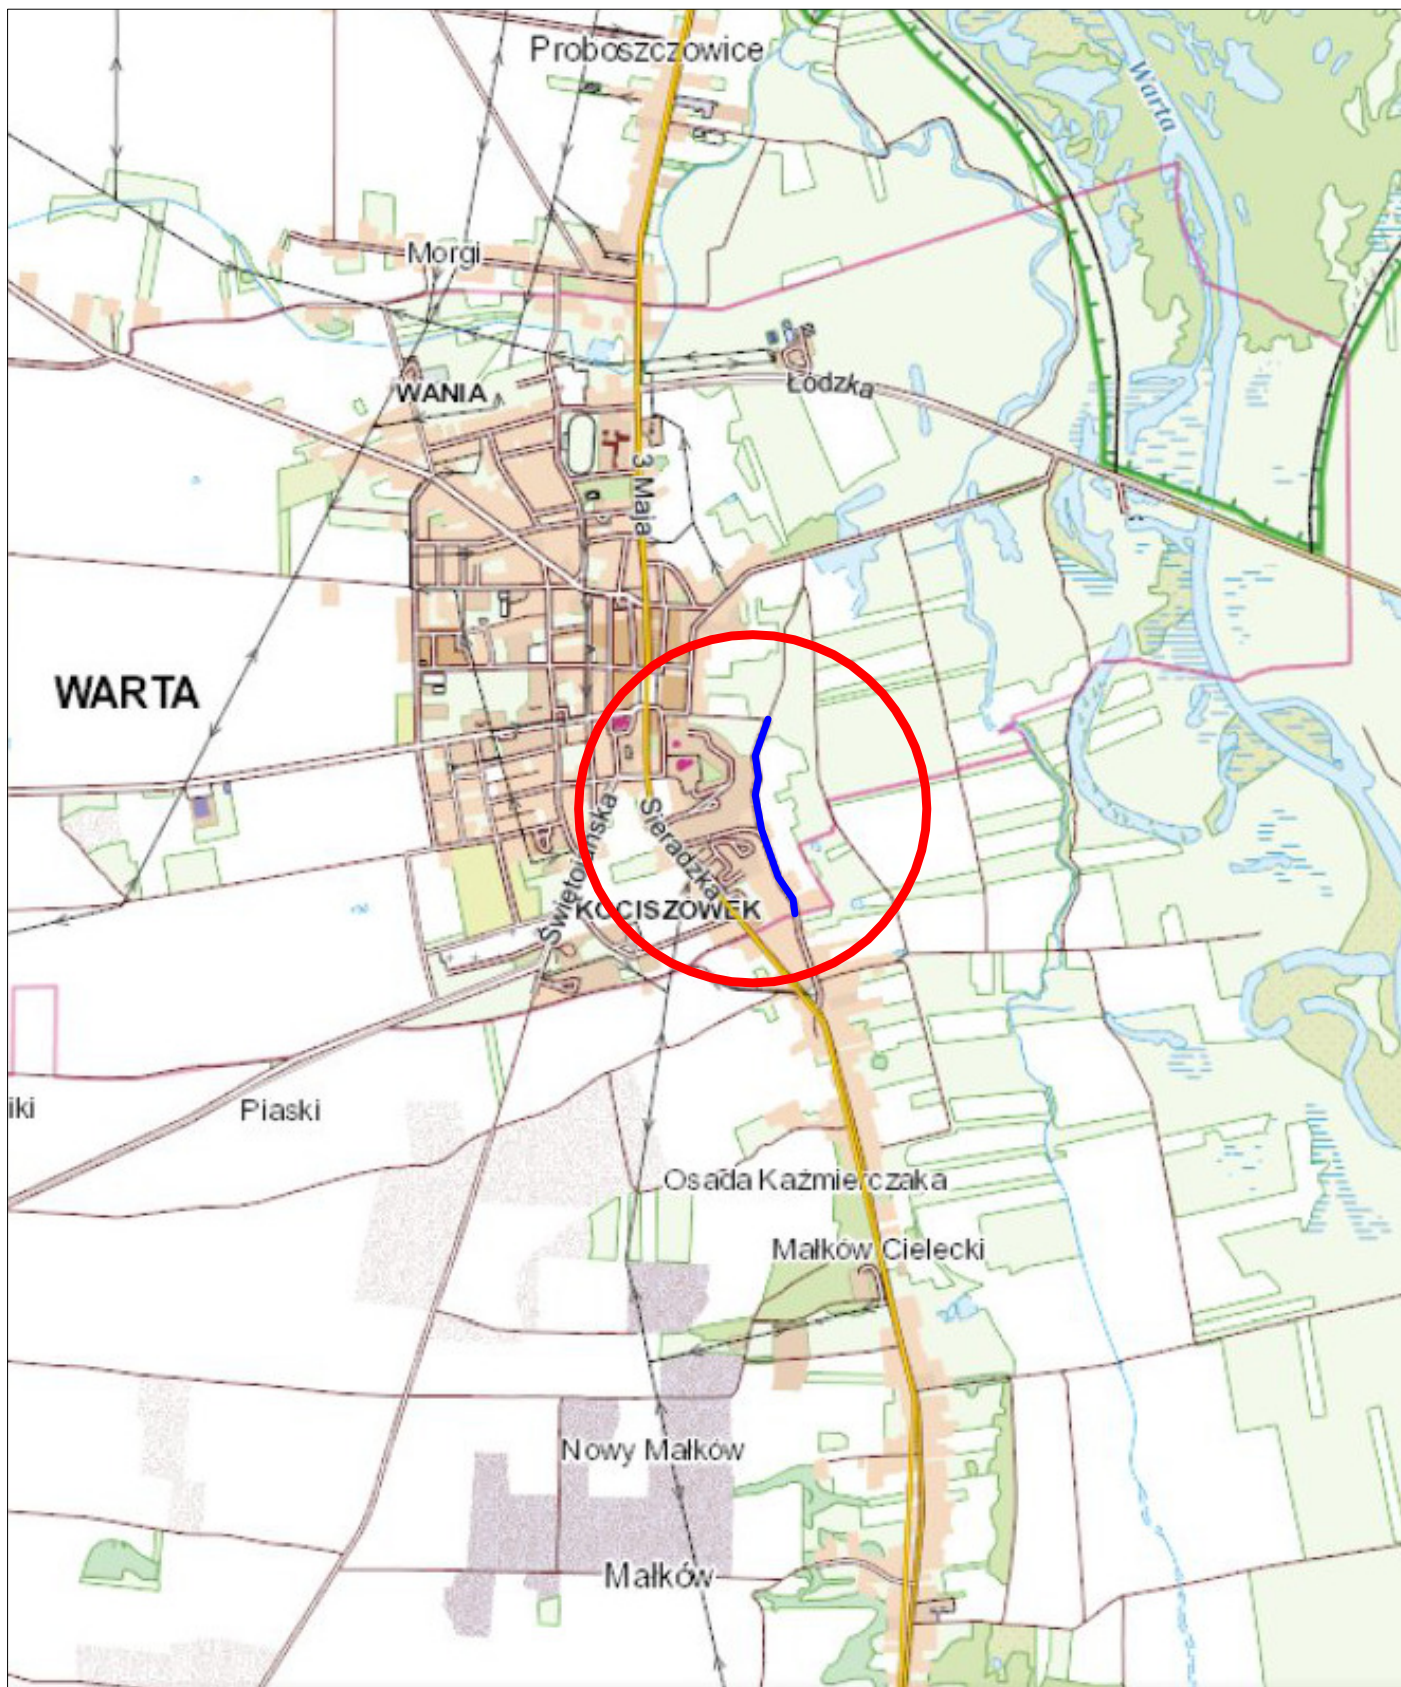 Proboszczowice
Warta
Morgi
WANIA
Łódzka
3 Maja
WARTA
Sieradzka
Świętojańska
KOCISZÓWEK
iki
Piaski
Osada Kaźmierczaka
Małków Cielecki
Nowy Małków
Małków